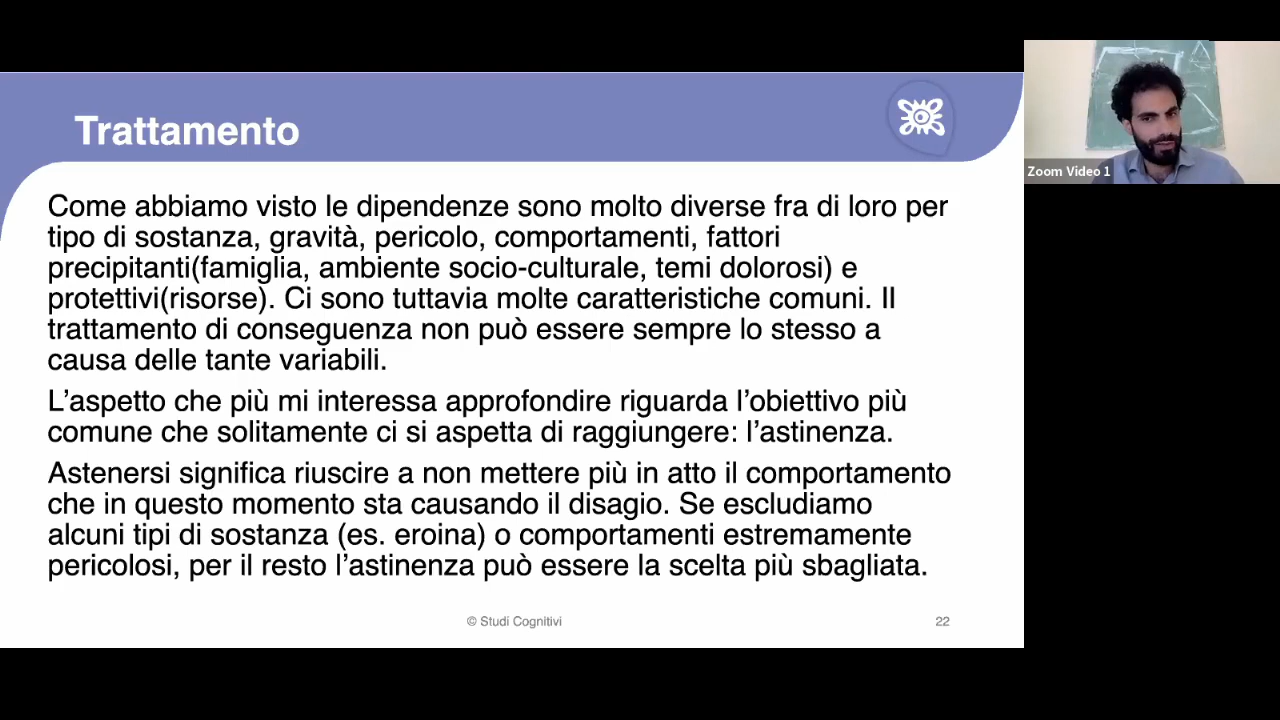 Trattamento
Come abbiamo visto le dipendenze sono molto diverse fra di loro per
tipo di sostanza, gravità, pericolo, comportamenti, fattori
precipitanti(famiglia, ambiente socio-culturale, temi dolorosi) e
protettivi(risorse). Ci sono tuttavia molte caratteristiche comuni. Il
trattamento di conseguenza non può essere sempre lo stesso a
causa delle tante variabili.
L’aspetto che più mi interessa approfondire riguarda l’obiettivo più
comune che solitamente ci si aspetta di raggiungere: l’astinenza.
Astenersi significa riuscire a non mettere più in atto il comportamento
che in questo momento sta causando il disagio. Se escludiamo
alcuni tipi di sostanza (es. eroina) o comportamenti estremamente
pericolosi, per il resto l’astinenza può essere la scelta più sbagliata.
© Studi Cognitivi
22
Zoom Video 1